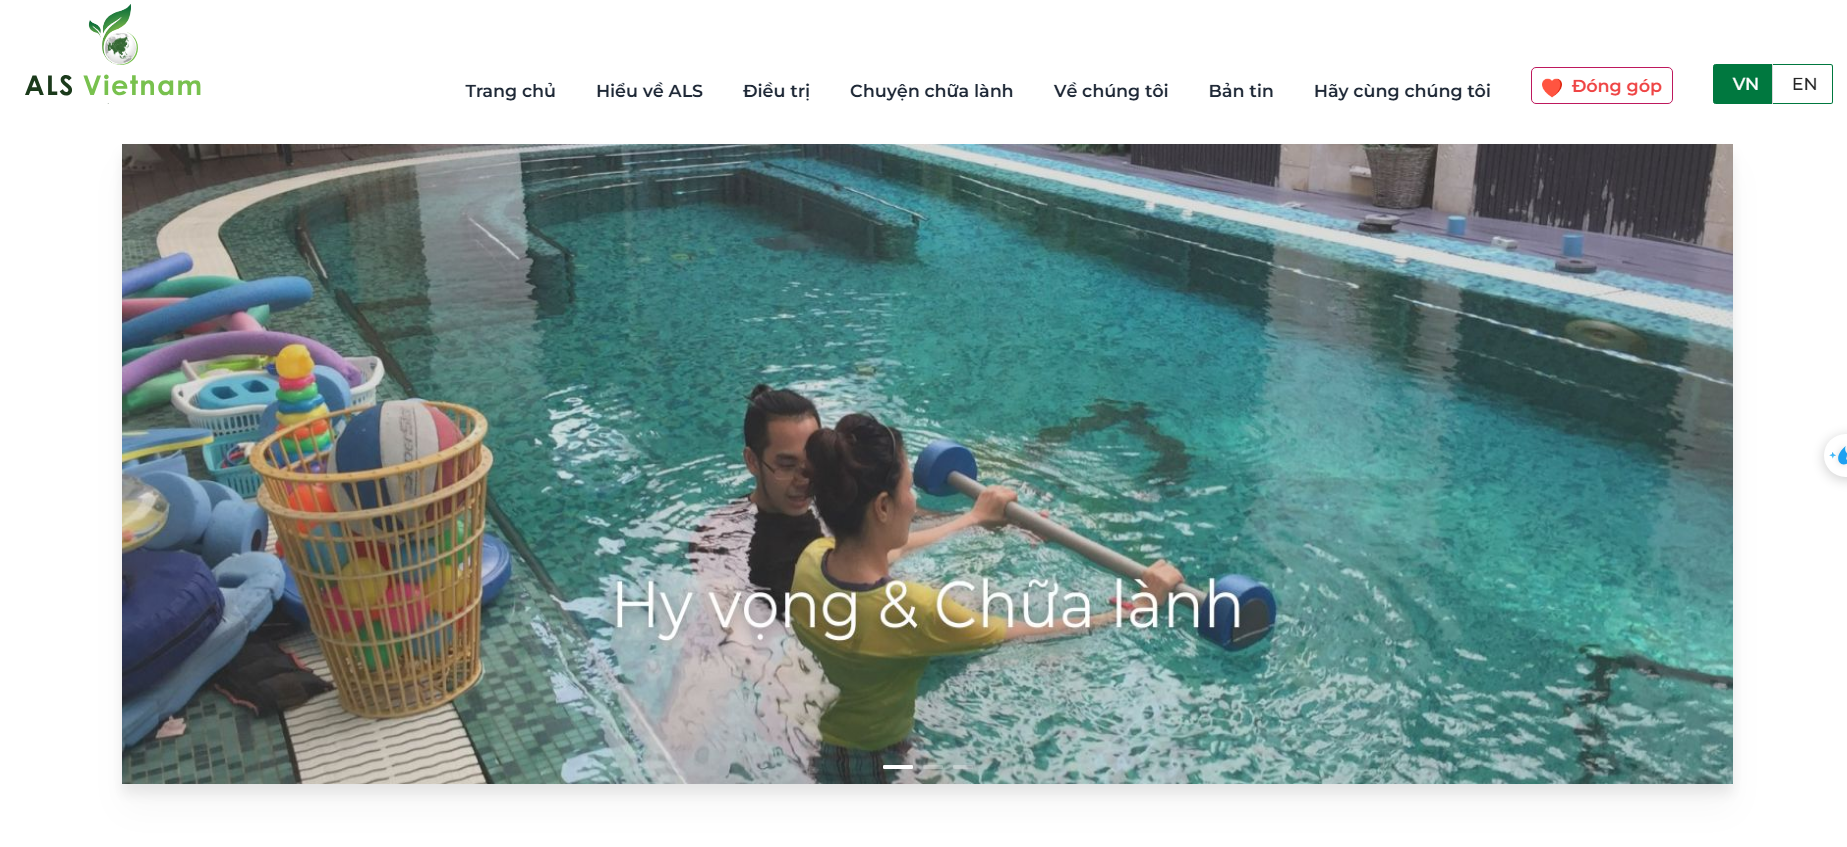 ALS Vietnam
Trang chủ
Hiểu về ALS
Điều trị
Chuyện chữa lành
Về chúng tôi
Bản tin
Hãy cùng chúng tôi
Đóng góp
VN
EN
Hy vọng & Chữa lành